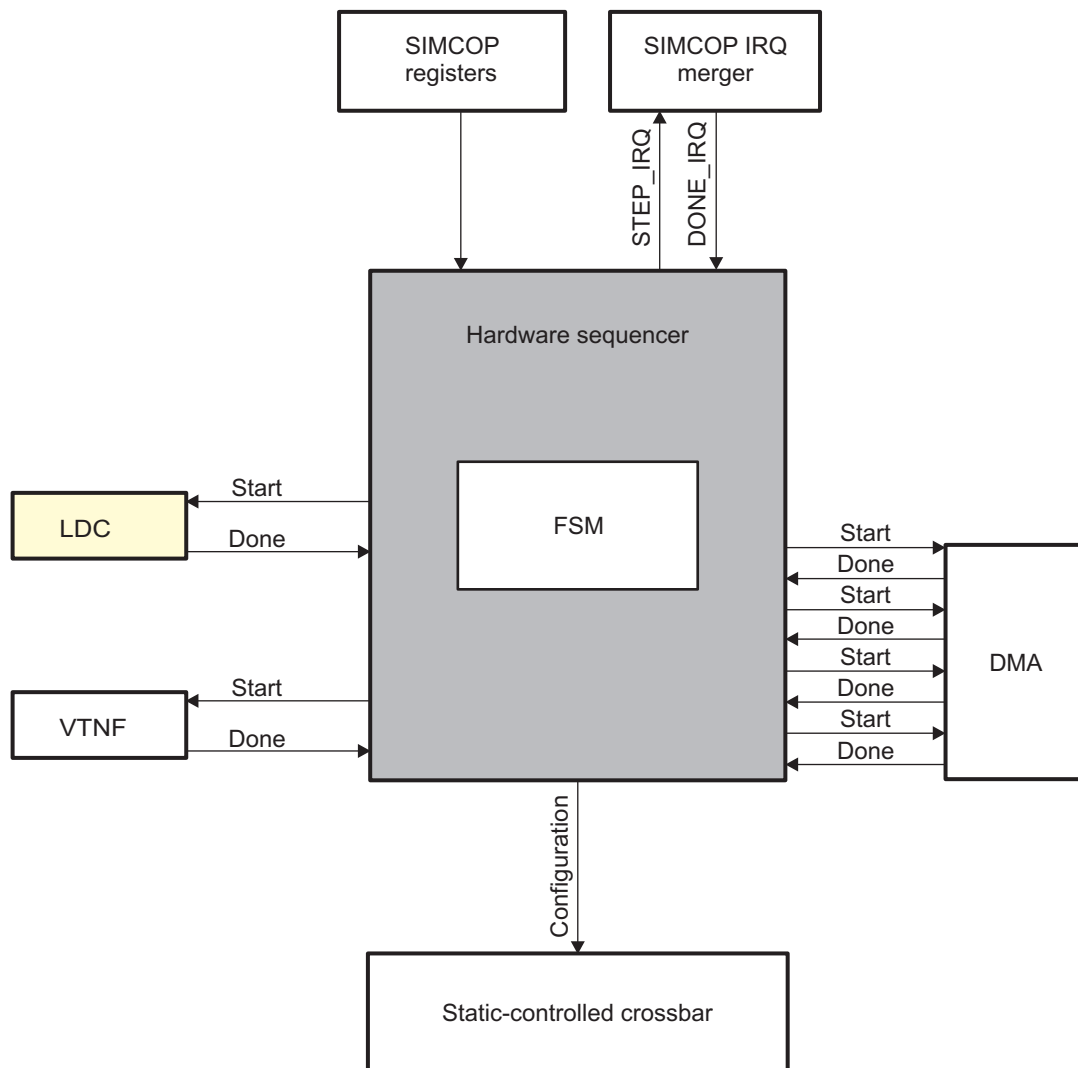 SIMCOP
registers
SIMCOP IRQ
merger
STEP_IRQ
DONE_IRQ
Hardware sequencer
FSM
LDC
Start
Done
VTNF
Start
Done
Start
Done
Start
Done
Start
Done
Start
Done
DMA
Configuration
Static-controlled crossbar